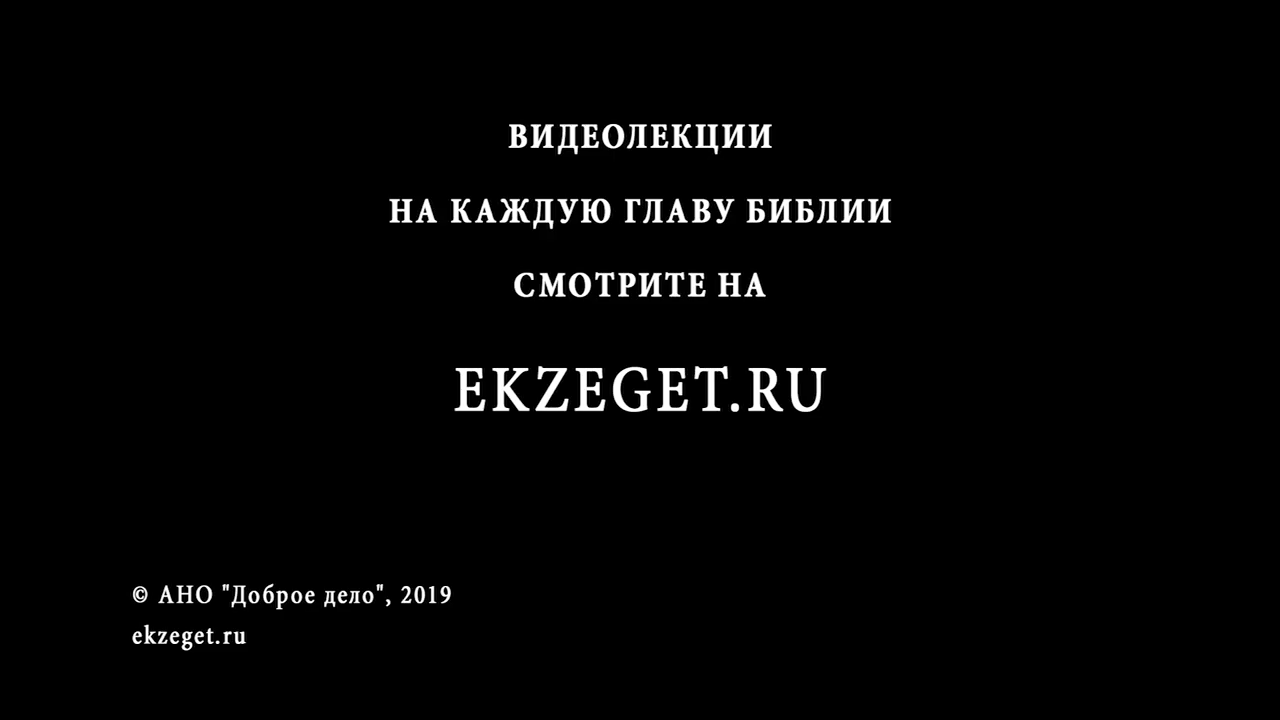 ВИДЕОЛЕКЦИИ
НА КАЖДУЮ ГЛАВУ БИБЛИИ
СМОТРИТЕ НА
EKZEGET.RU
© АНО "Доброе дело", 2019
ekzeget.ru